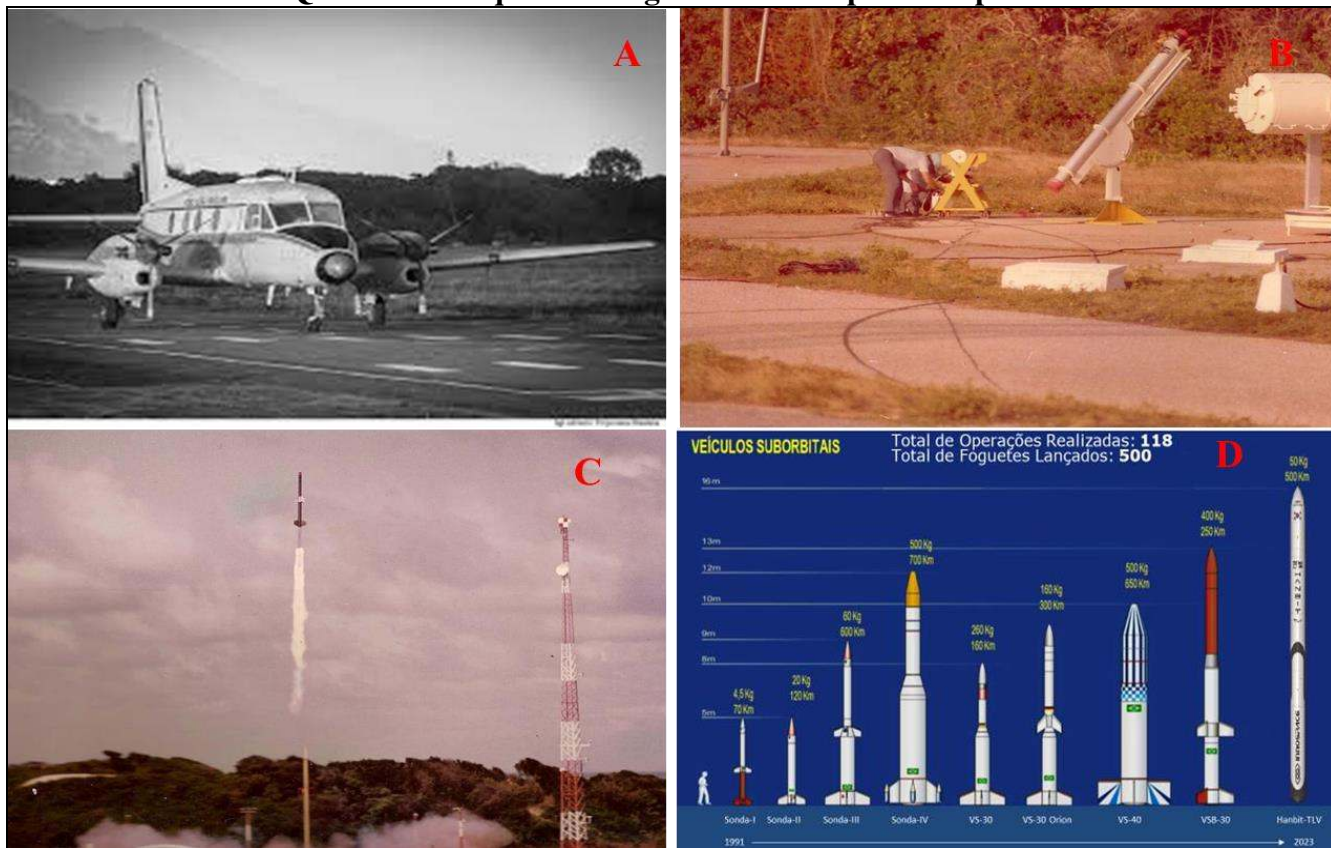 A
B
C
D
VEÍCULOS SUBORBITAIS
Total de Operações Realizadas: 118
Total de Foguetes Lançados: 500
16m
13m
12m
10m
9m
8m
5m
4,5 Kg
70 Km
20 Kg
120 Km
60 Kg
600 Km
500 Kg
700 Km
260 Kg
160 Km
160 Kg
300 Km
500 Kg
650 Km
400 Kg
250 Km
50 Kg
500 Km
INNOSPACE
Sonda-I
Sonda-II
Sonda-III
Sonda-IV
VS-30
VS-30 Orion
VS-40
VSB-30
Hanbit-TLV
1991
2023